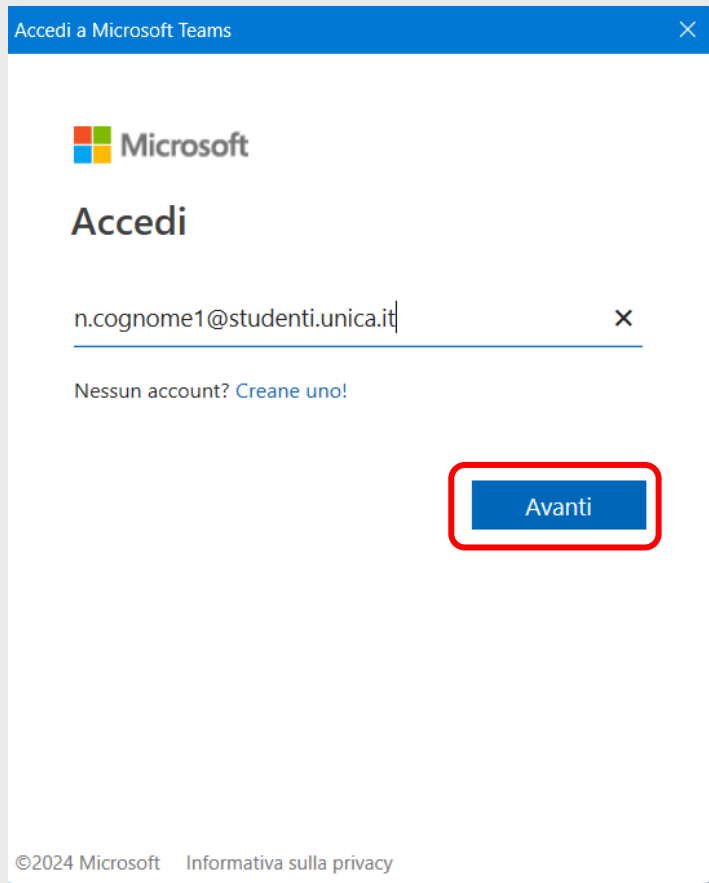 Accedi a Microsoft Teams
Microsoft
Accedi
n.cognome1@studenti.unica.it
Nessun account? Creane uno!
Avanti
©2024 Microsoft Informativa sulla privacy